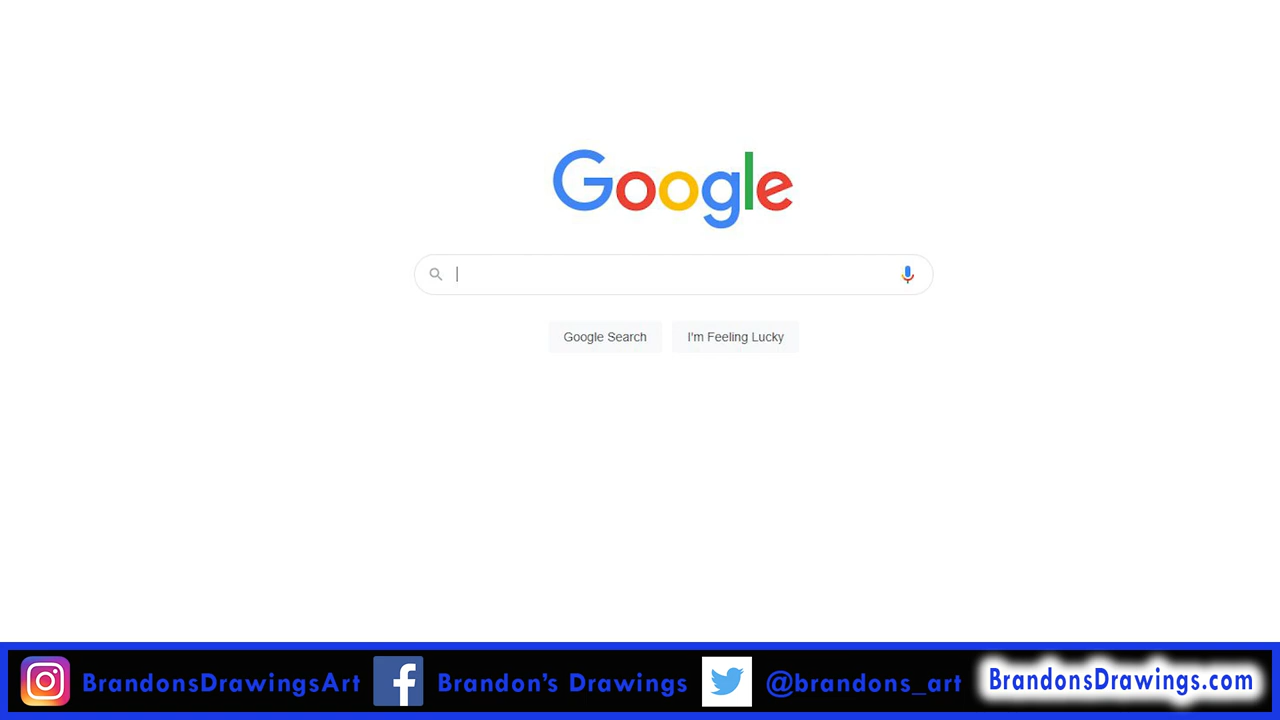 Google
Google Search
I'm Feeling Lucky
BrandonsDrawingsArt
Brandon's Drawings
@brandons_art
BrandonsDrawings.com